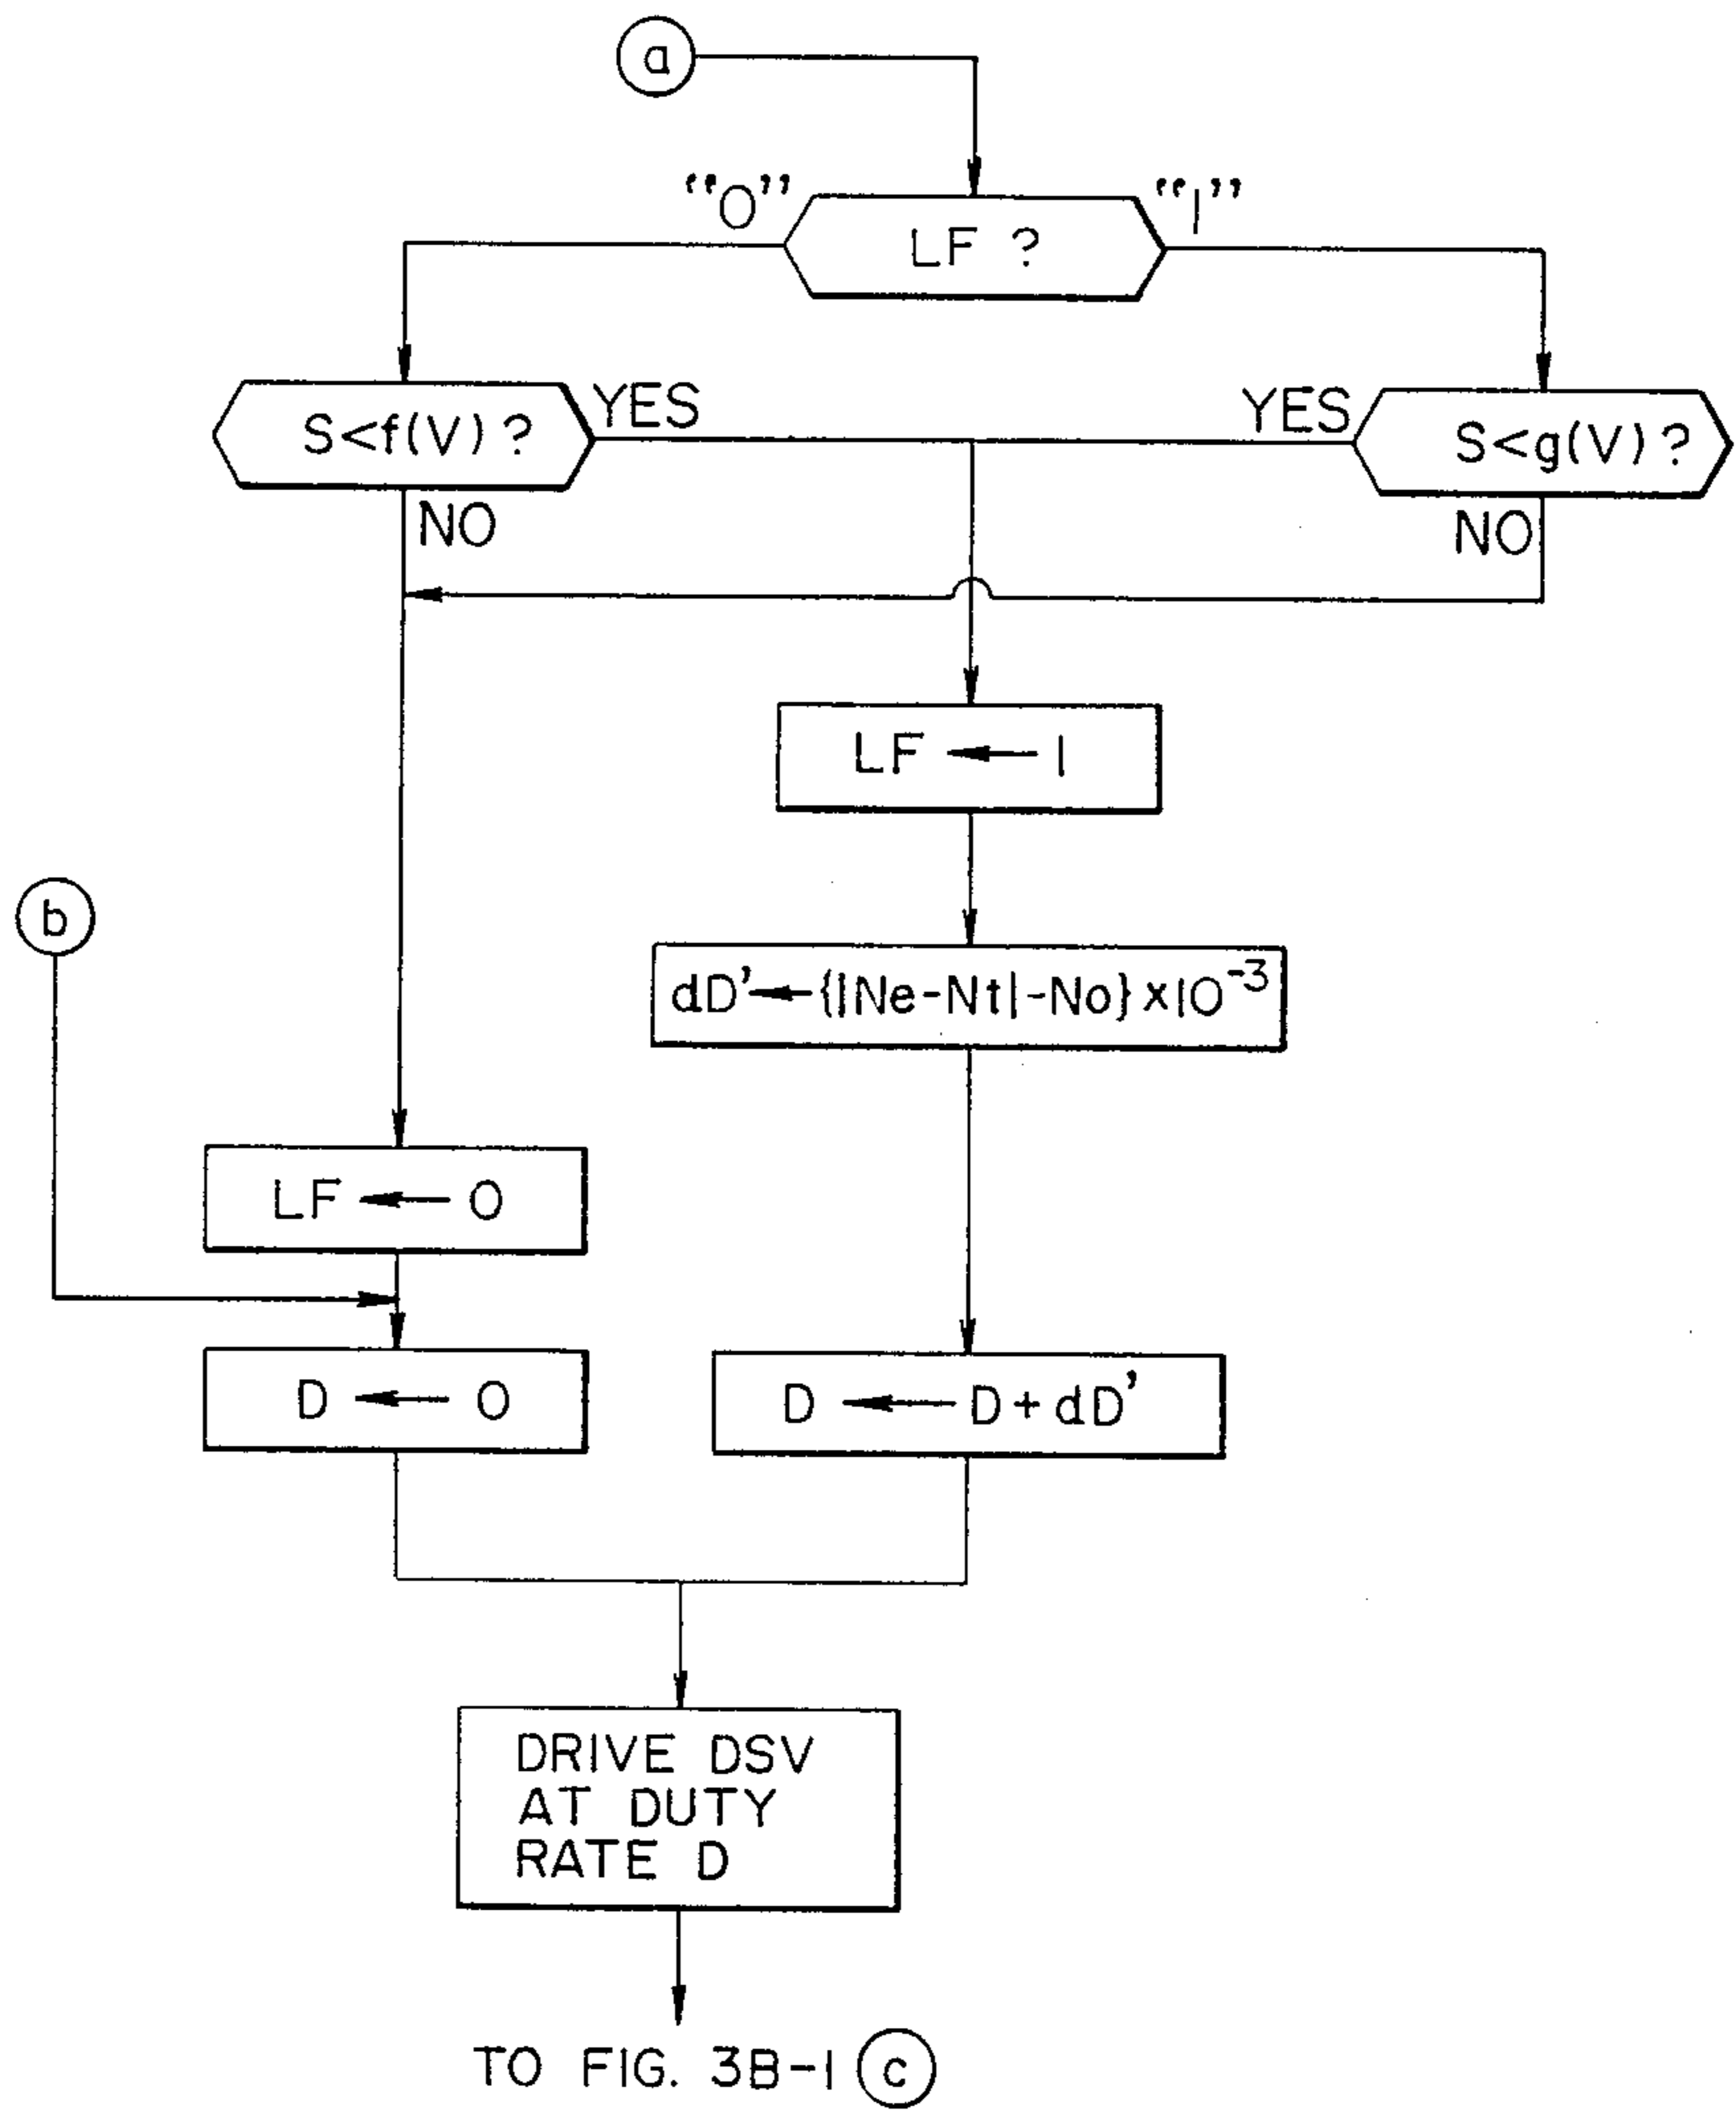 a
"0" LF ? "1"
S<f(V)? YES
YES S<g(V)?
NO
NO
LF ← 1
b
dD'←{|Ne-Nt|-No}x10⁻³
LF ← 0
D ← 0
D ← D+dD'
DRIVE DSV
AT DUTY
RATE D
TO FIG. 3B-1 c